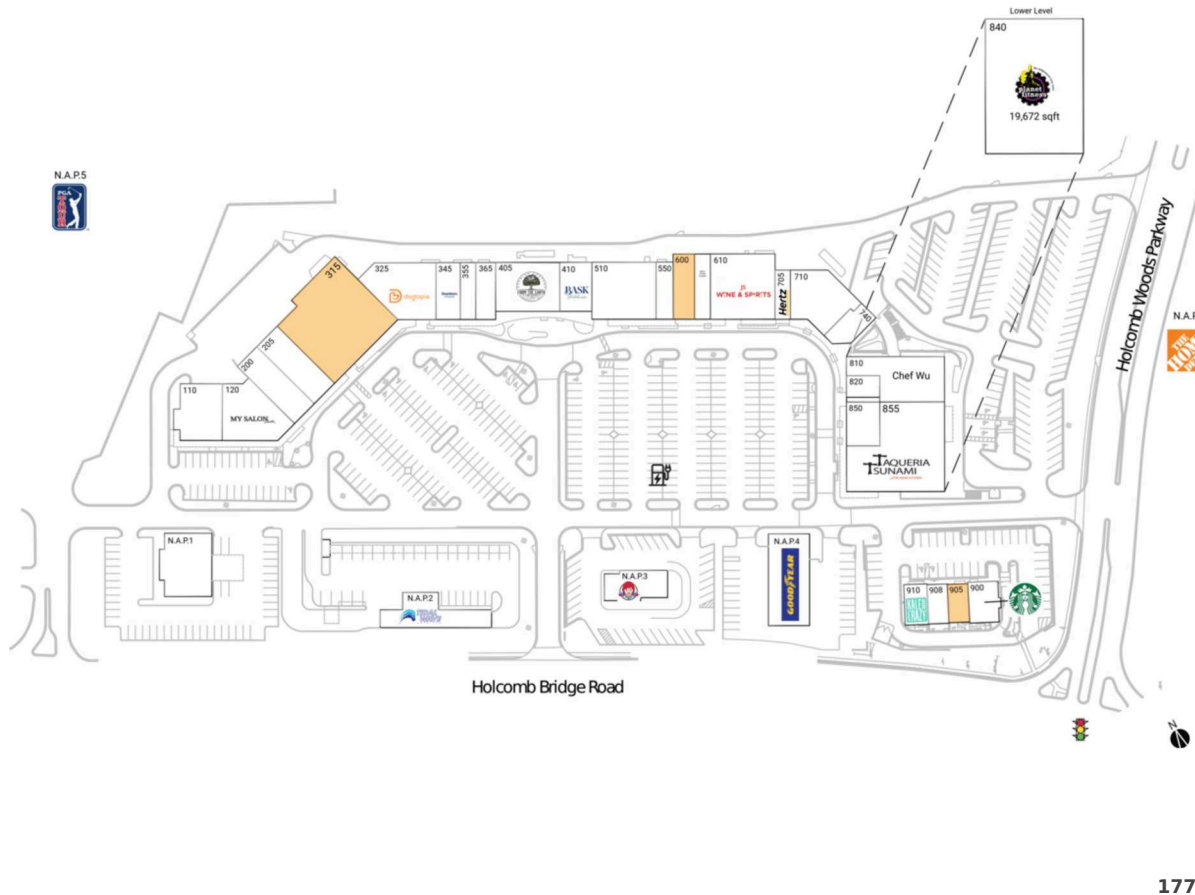 Lower Level
840
planet fitness
19,672 sqft
N.A.P.5
PGA TOUR
Holcomb Woods Parkway
THE
315
325
345
355
365
405
410
510
550
600
610
705
710
dogtopia
BASK
JS
WINE & SPIRITS
Hertz
740
205
200
110
120
MY SALON
810
Chef Wu
820
850
855
TAQUERIA
TSUNAMI
N.A.P.1
N.A.P.2
N.A.P.3
N.A.P.4
GOODYEAR
910
908
905
900
Holcomb Bridge Road
N
177